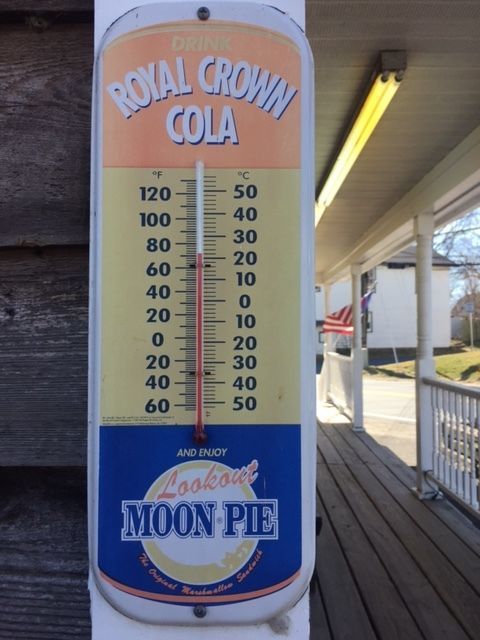 DRINK
ROYAL CROWN
COLA
°F °C
120 50
100 40
80 30
60 20
40 10
20 0
0 10
20 20
40 30
60 40
50
AND ENJOY
Lookout
MOON PIE
The Original Marshmallow Sandwich